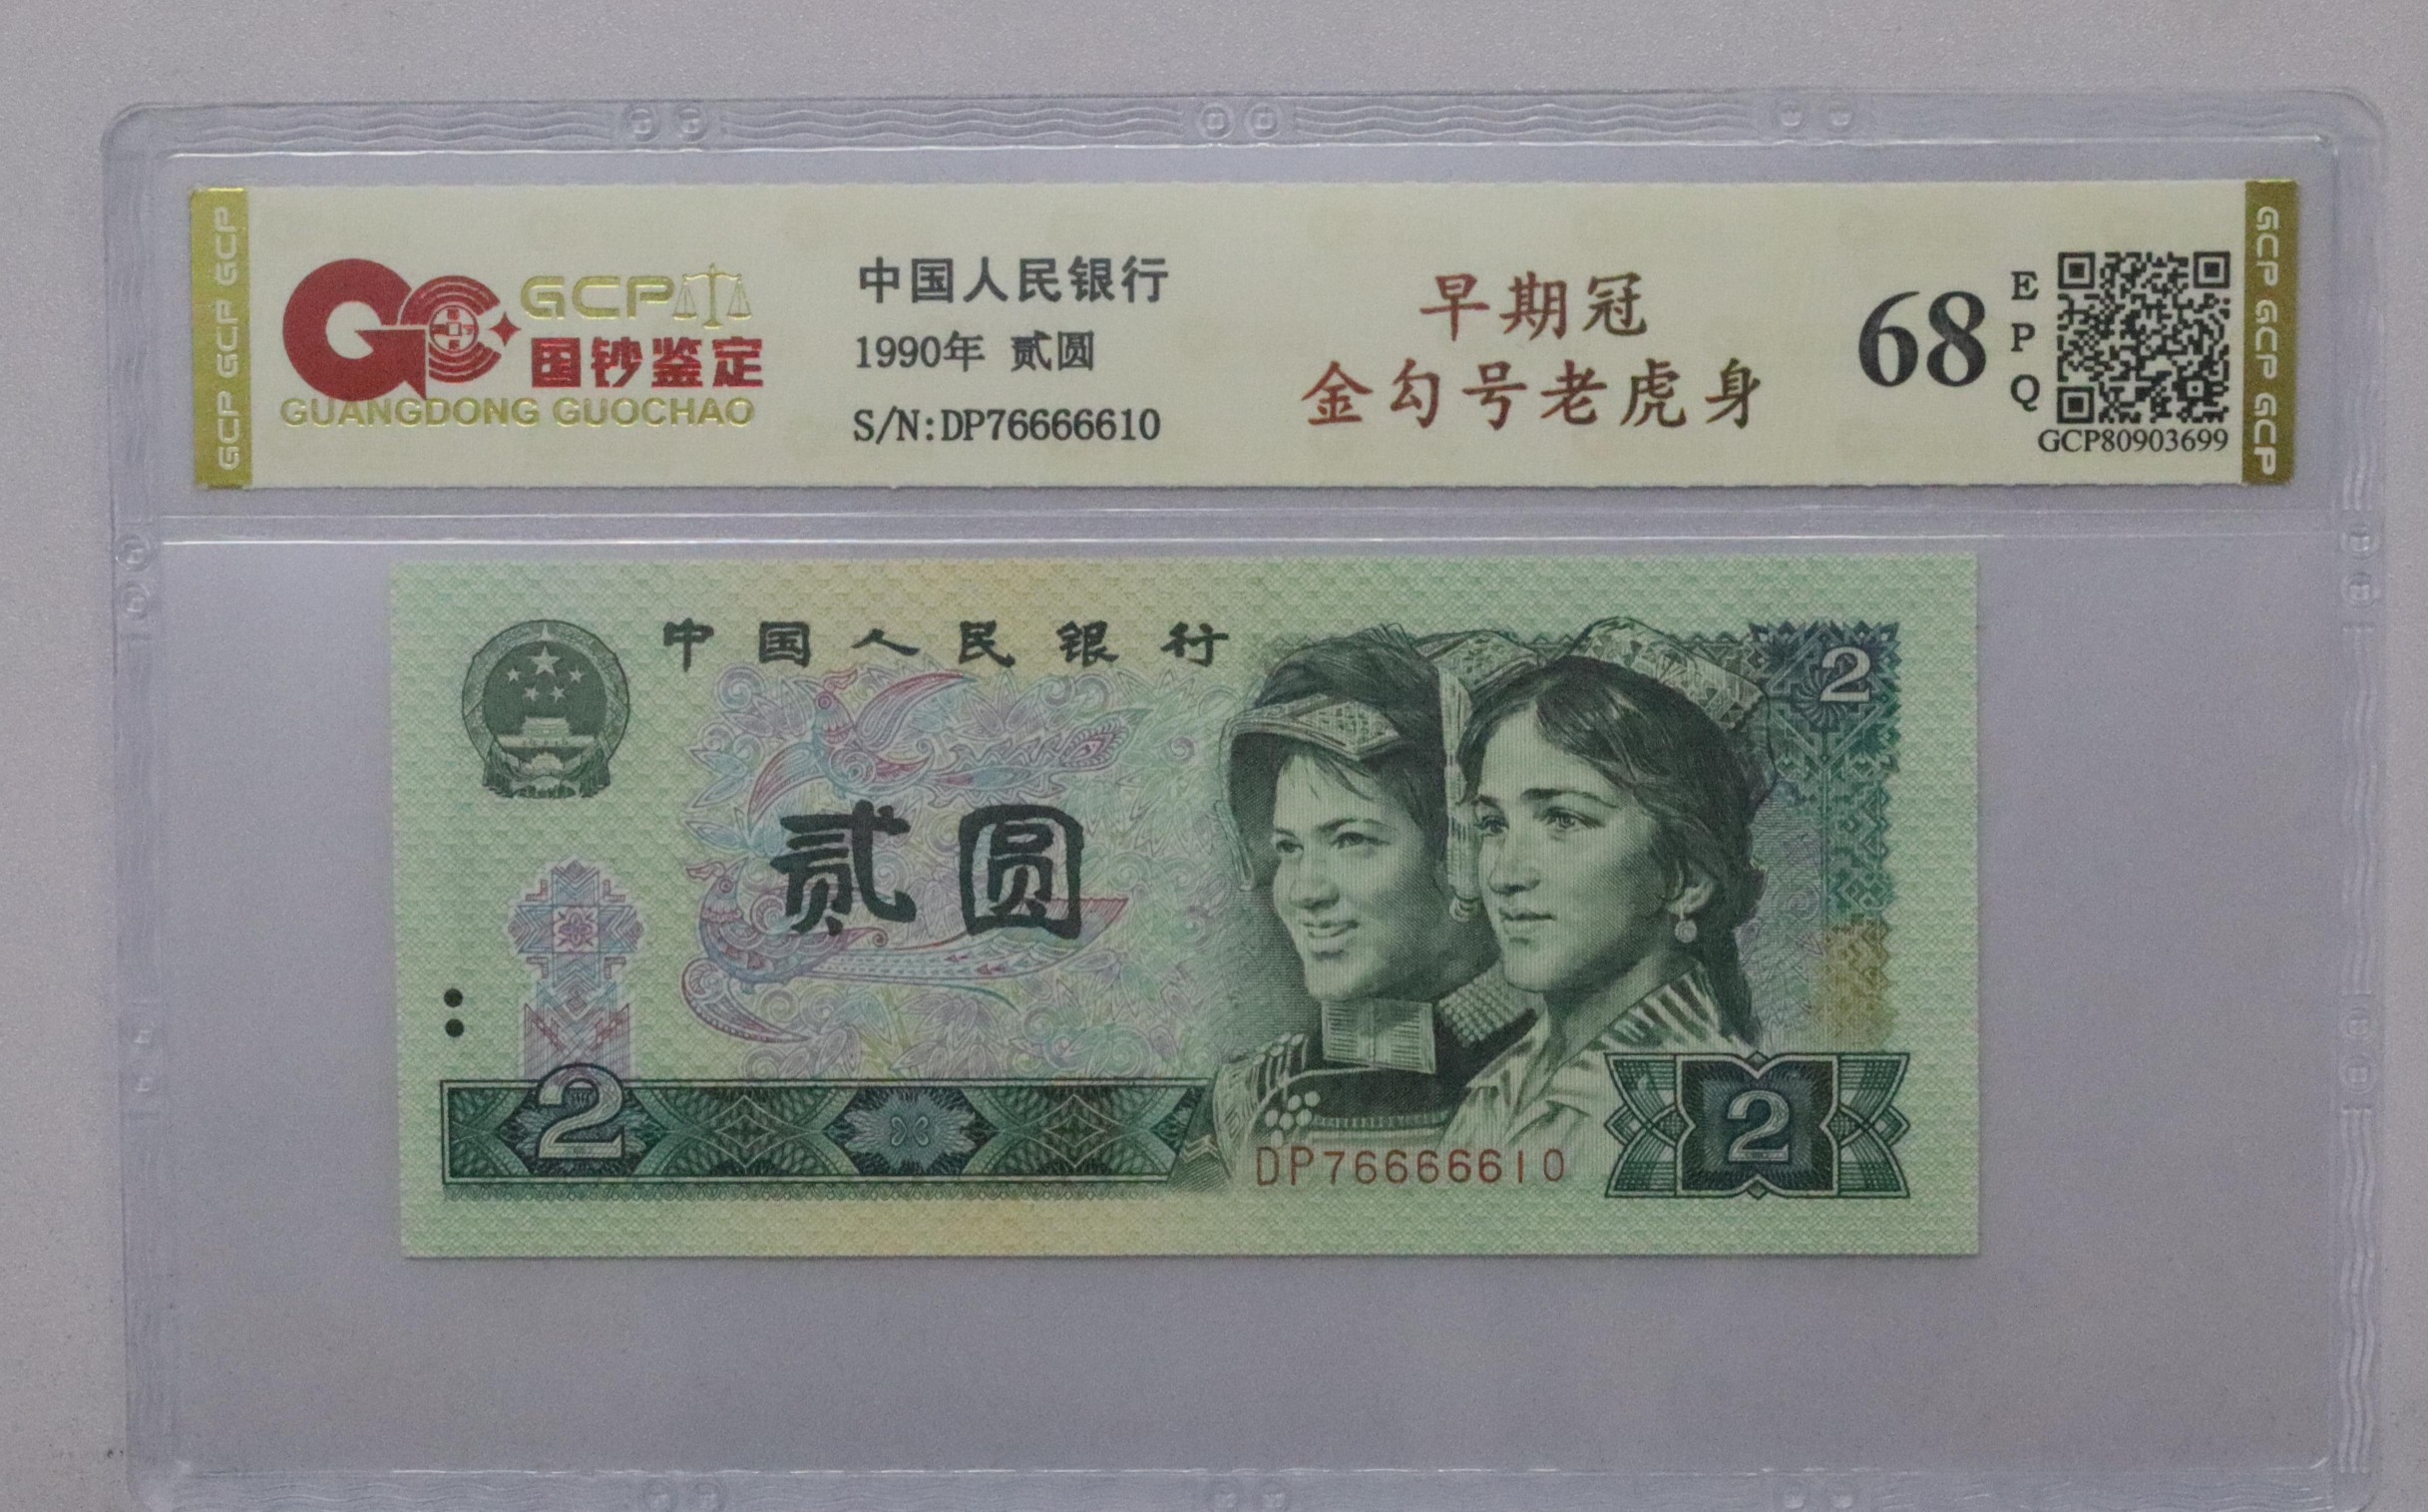 GCP GCP GCP
GCP
国钞鉴定
GUANGDONG GUOCHAO
中国人民银行
1990年 贰圆
S/N:DP76666610
早期冠
金勾号老虎身
68
EPQ
GCP80903699
GCP GCP GCP
中国人民银行
2
贰圆
2
2
DP76666610